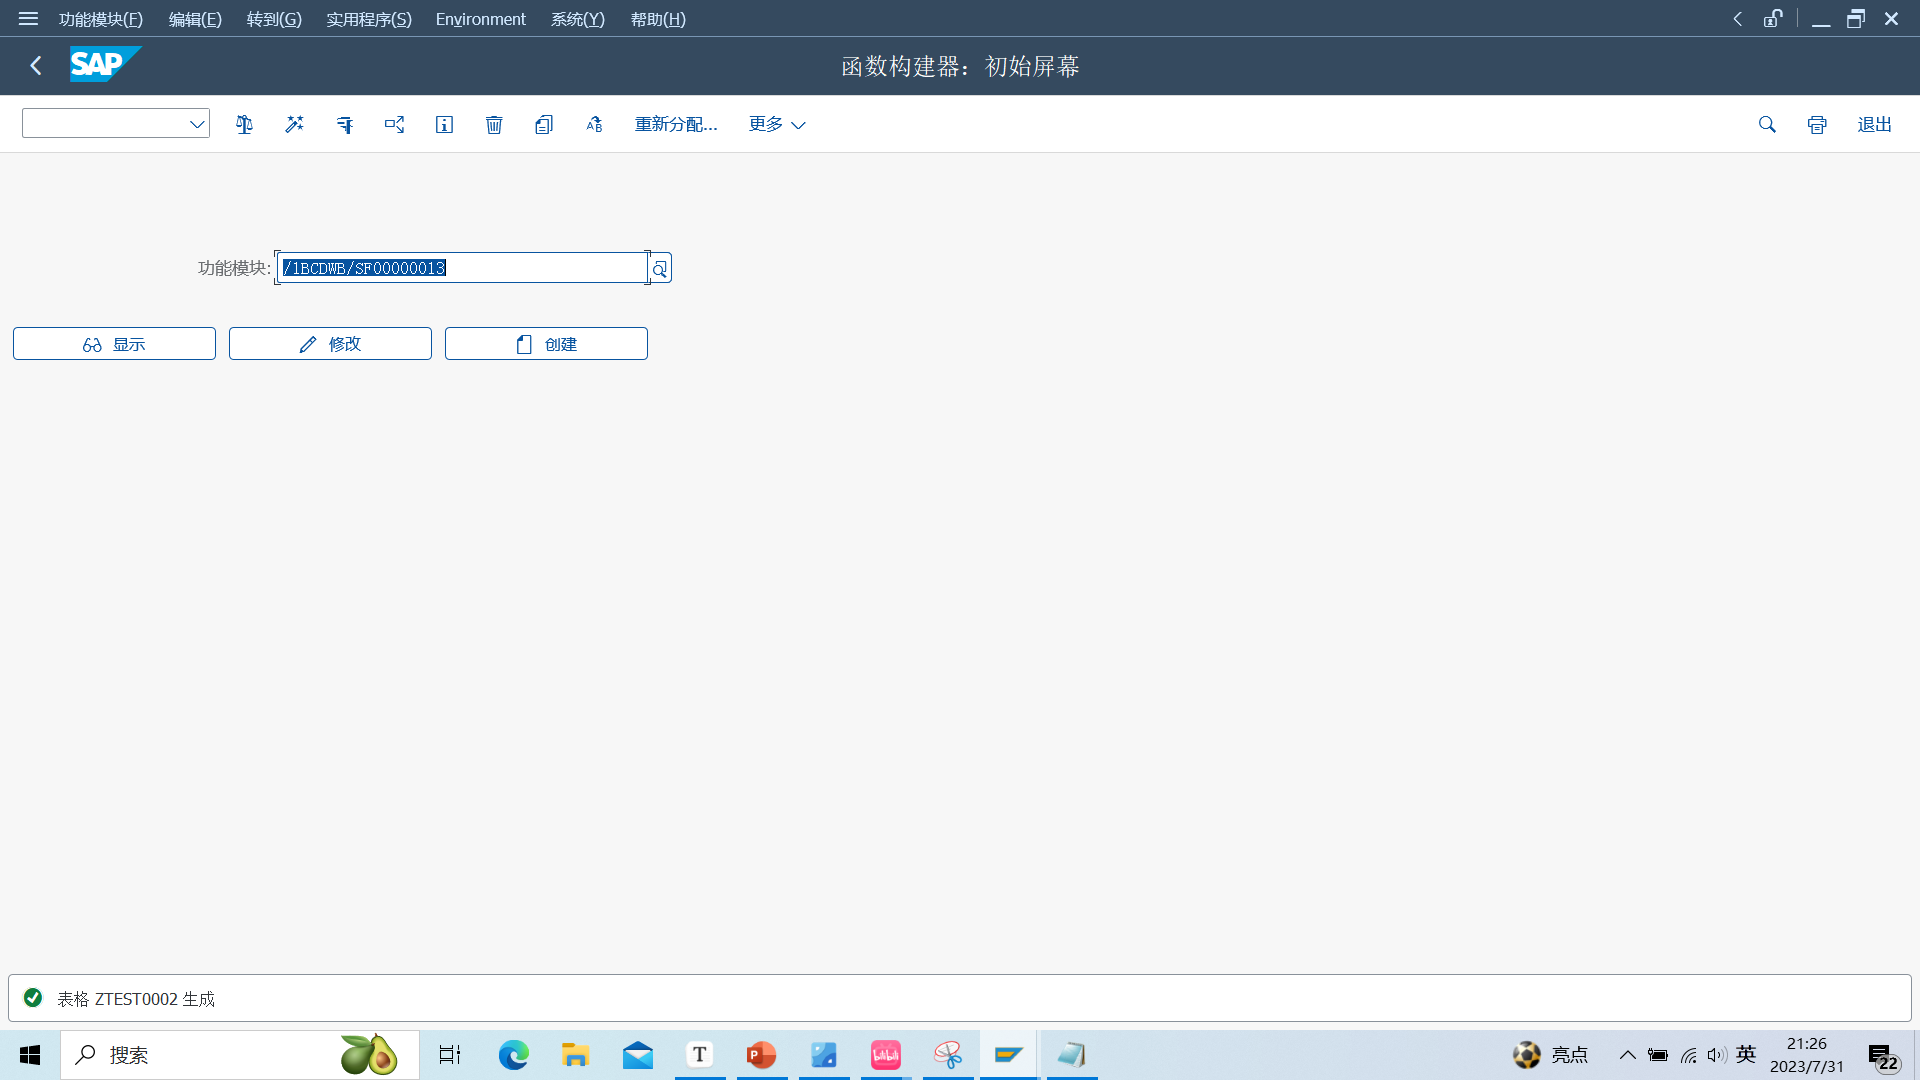 功能模块(F) 编辑(E) 转到(G) 实用程序(S) Environment 系统(Y) 帮助(H)
SAP 函数构建器: 初始屏幕
重新分配... 更多 退出
功能模块: /1BCDWB/SF00000013
显示 修改 创建
表格 ZTEST0002 生成
搜索 T P bilibili 亮点 英 21:26
2023/7/31 22